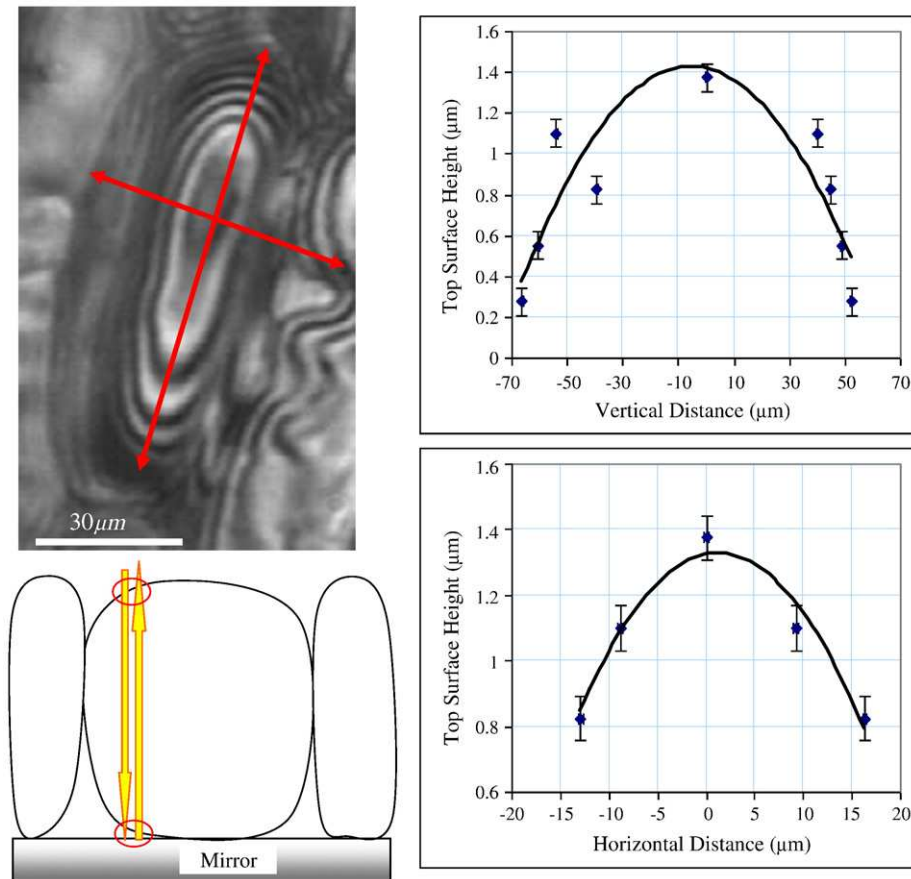 30µm
Mirror
Top Surface Height (µm)
1.6
1.4
1.2
1
0.8
0.6
0.4
0.2
0
-70 -50 -30 -10 10 30 50 70
Vertical Distance (µm)
Top Surface Height (µm)
1.6
1.4
1.2
1
0.8
0.6
-20 -15 -10 -5 0 5 10 15 20
Horizontal Distance (µm)